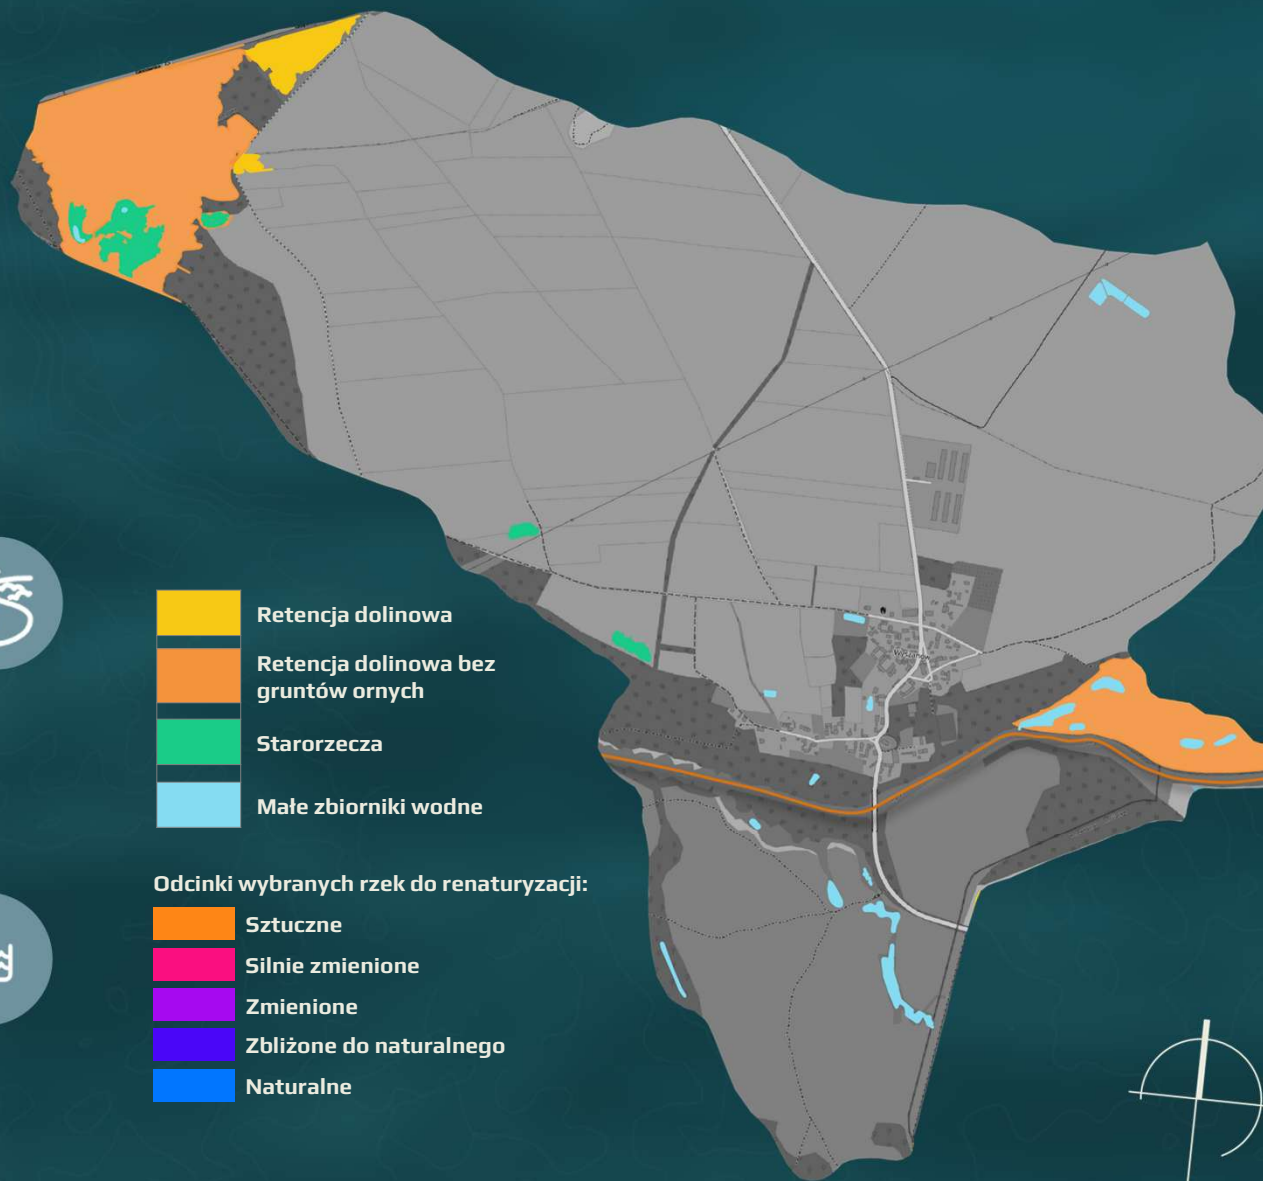 Retencja dolinowa
Retencja dolinowa bez
gruntów ornych
Starorzecza
Małe zbiorniki wodne
Odcinki wybranych rzek do renaturyzacji:
Sztuczne
Silnie zmienione
Zmienione
Zbliżone do naturalnego
Naturalne